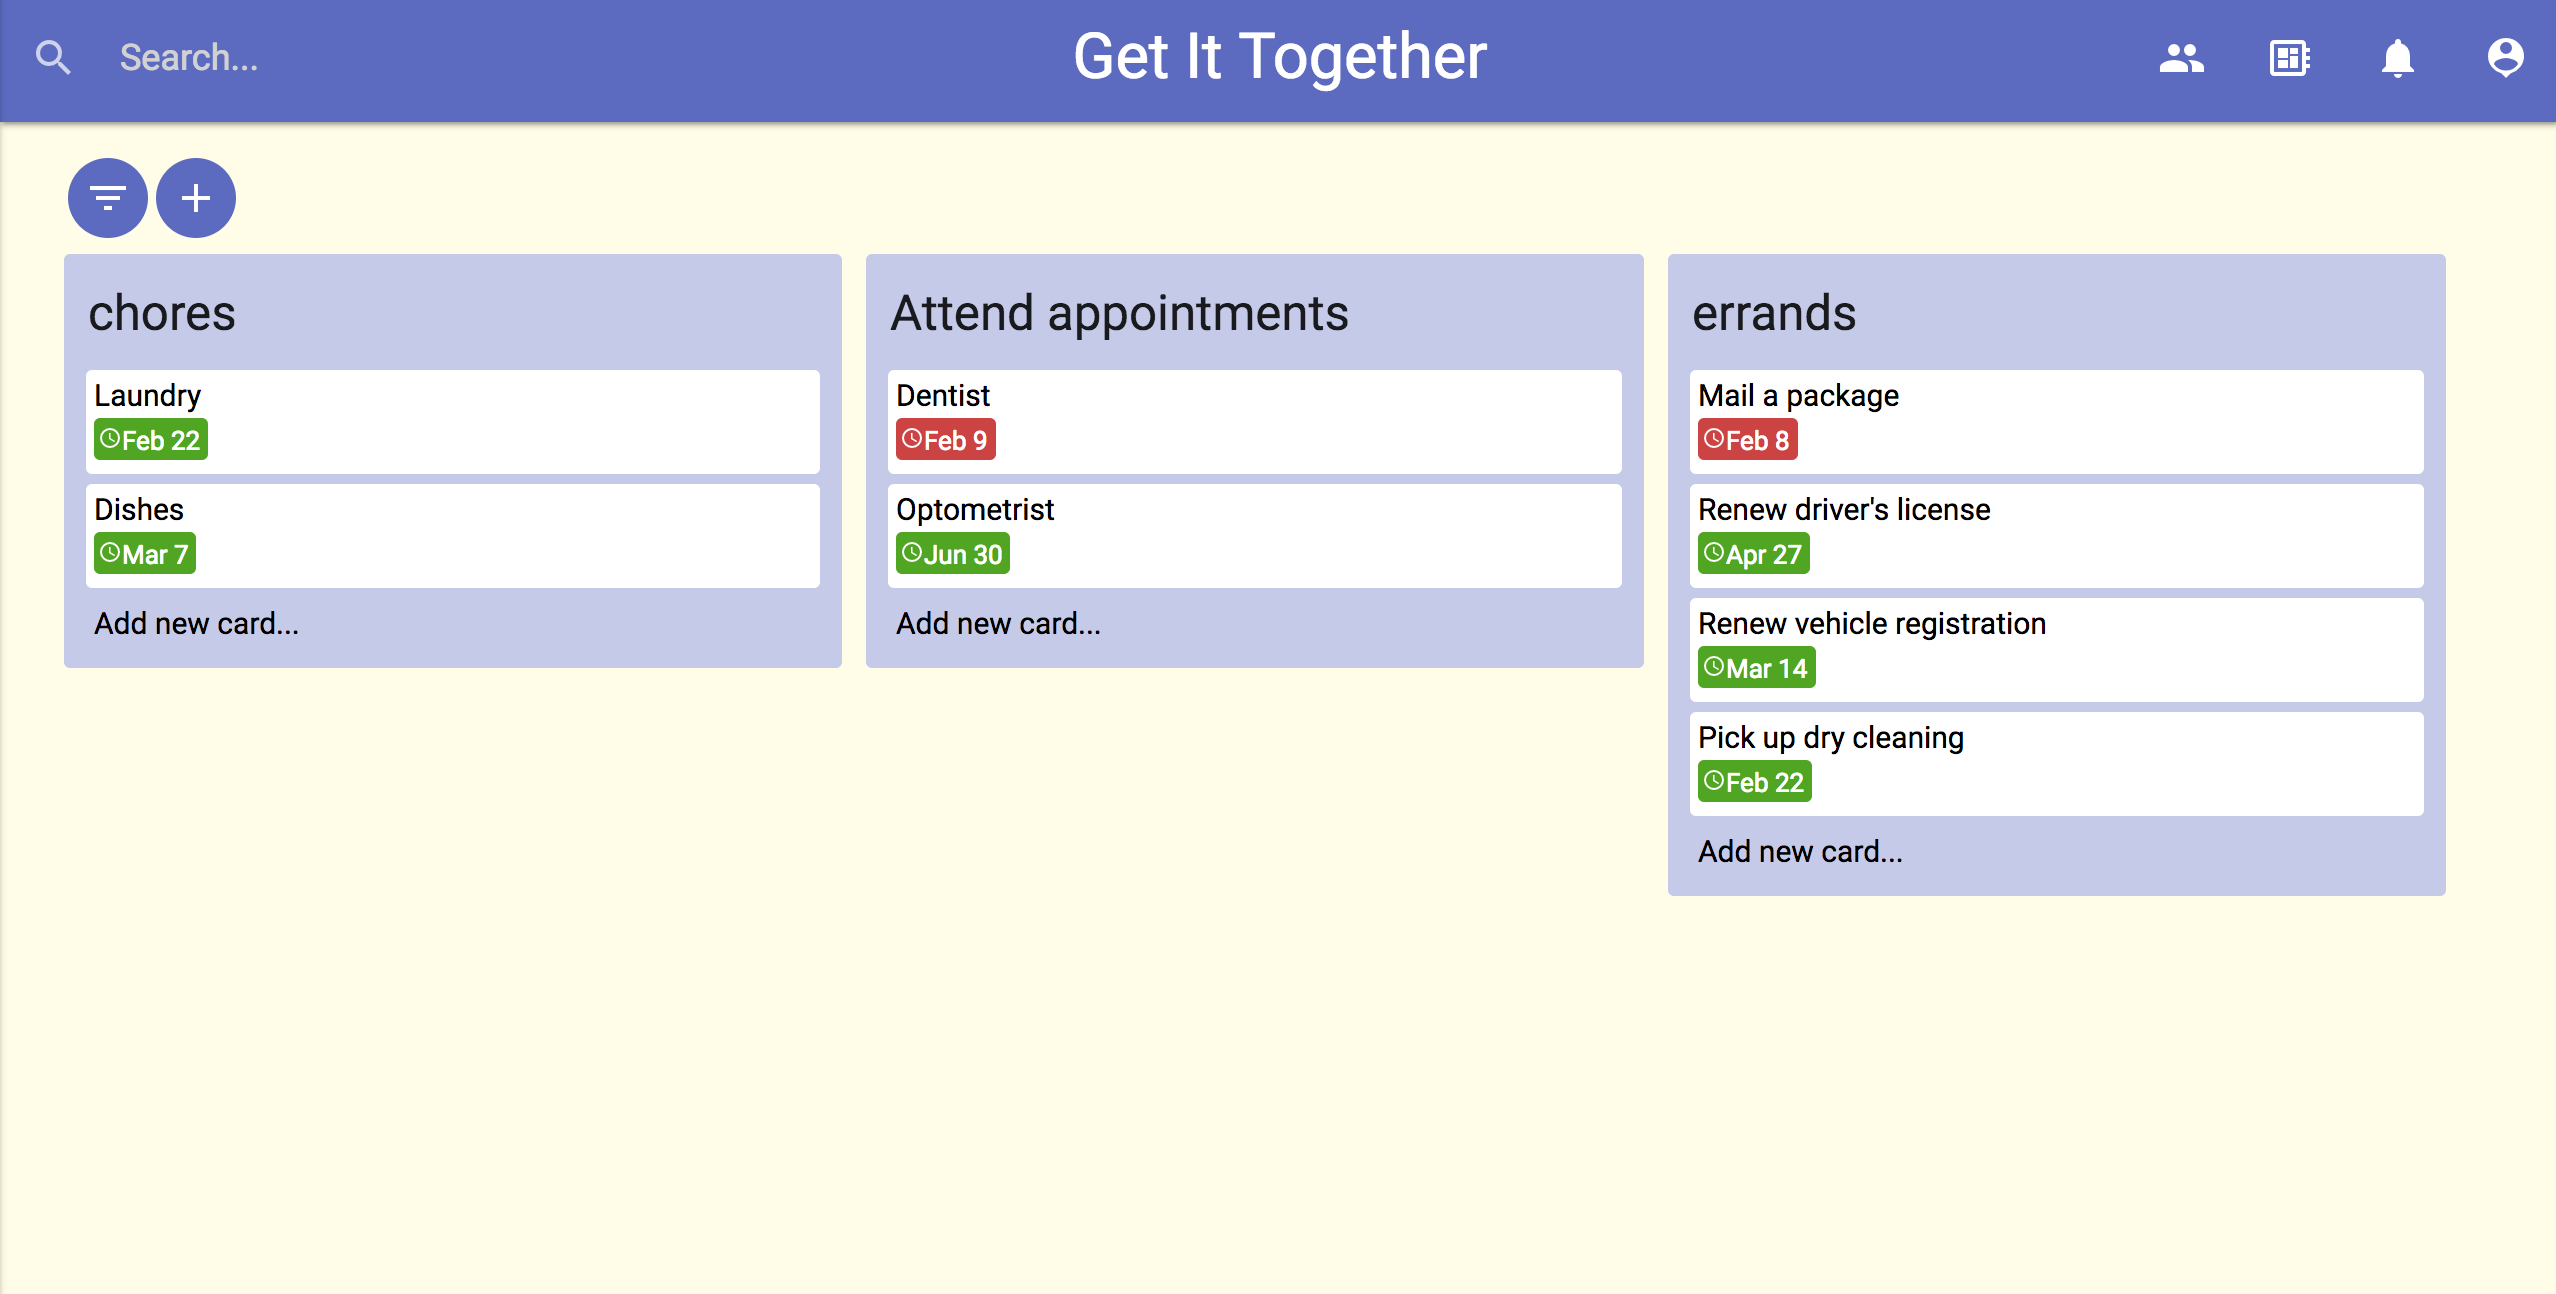 Search...
Get It Together
chores
Laundry
Feb 22
Dishes
Mar 7
Add new card...
Attend appointments
Dentist
Feb 9
Optometrist
Jun 30
Add new card...
errands
Mail a package
Feb 8
Renew driver's license
Apr 27
Renew vehicle registration
Mar 14
Pick up dry cleaning
Feb 22
Add new card...